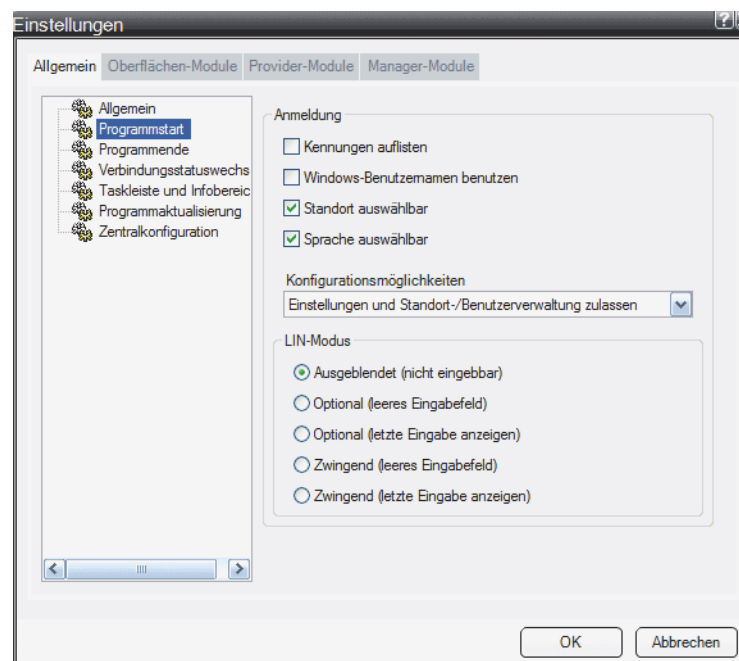 Einstellungen
?
Allgemein Oberflächen-Module Provider-Module Manager-Module
Allgemein
Programmstart
Programmende
Verbindungsstatuswechs
Taskleiste und Infobereic
Programmaktualisierung
Zentralkonfiguration
Anmeldung
Kennungen auflisten
Windows-Benutzernamen benutzen
Standort auswählbar
Sprache auswählbar
Konfigurationsmöglichkeiten
Einstellungen und Standort-/Benutzerverwaltung zulassen
LIN-Modus
Ausgeblendet (nicht eingebbar)
Optional (leeres Eingabefeld)
Optional (letzte Eingabe anzeigen)
Zwingend (leeres Eingabefeld)
Zwingend (letzte Eingabe anzeigen)
OK Abbrechen